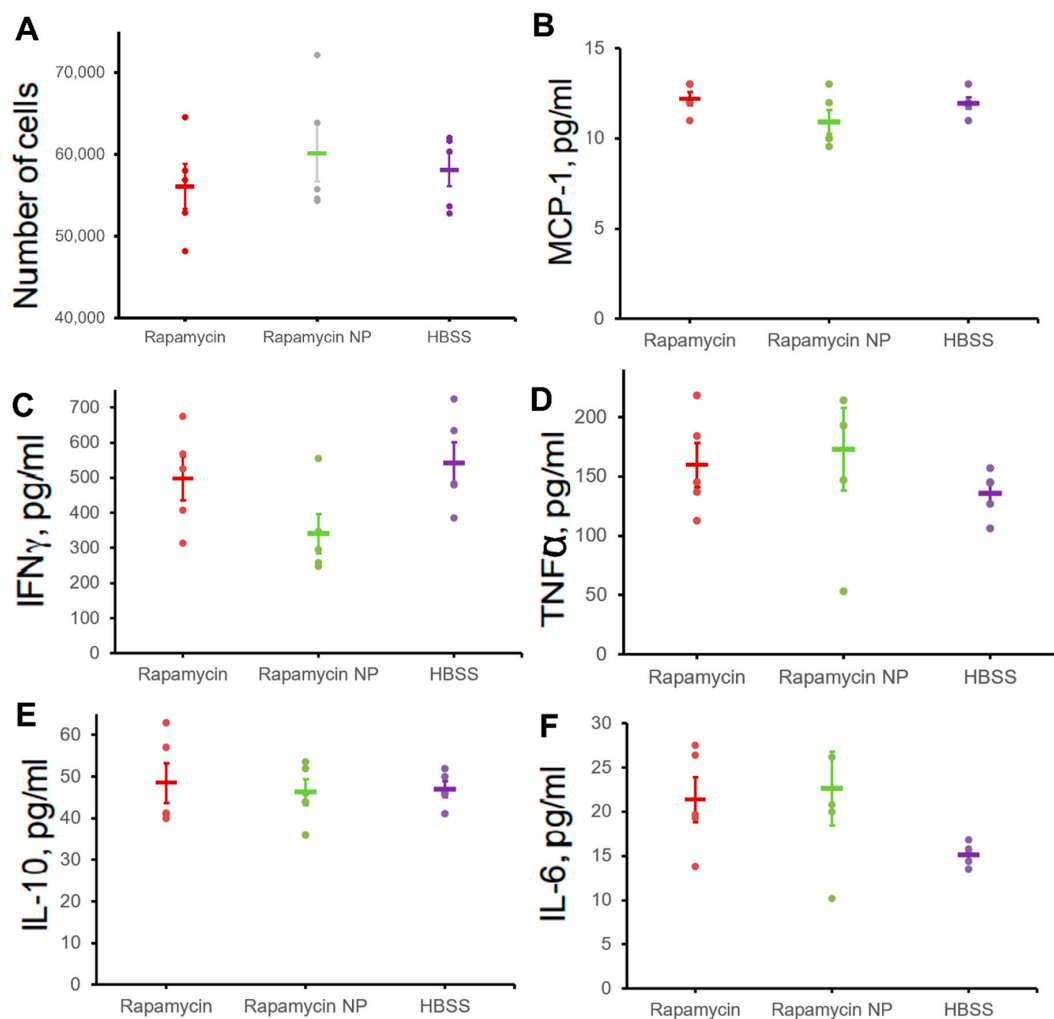 A
Number of cells
70,000
60,000
50,000
40,000
Rapamycin
Rapamycin NP
HBSS
B
MCP-1, pg/ml
15
10
5
0
Rapamycin
Rapamycin NP
HBSS
C
IFNγ, pg/ml
700
600
500
400
300
200
100
0
Rapamycin
Rapamycin NP
HBSS
D
TNFα, pg/ml
200
150
100
50
0
Rapamycin
Rapamycin NP
HBSS
E
IL-10, pg/ml
60
50
40
30
20
10
0
Rapamycin
Rapamycin NP
HBSS
F
IL-6, pg/ml
30
25
20
15
10
5
0
Rapamycin
Rapamycin NP
HBSS